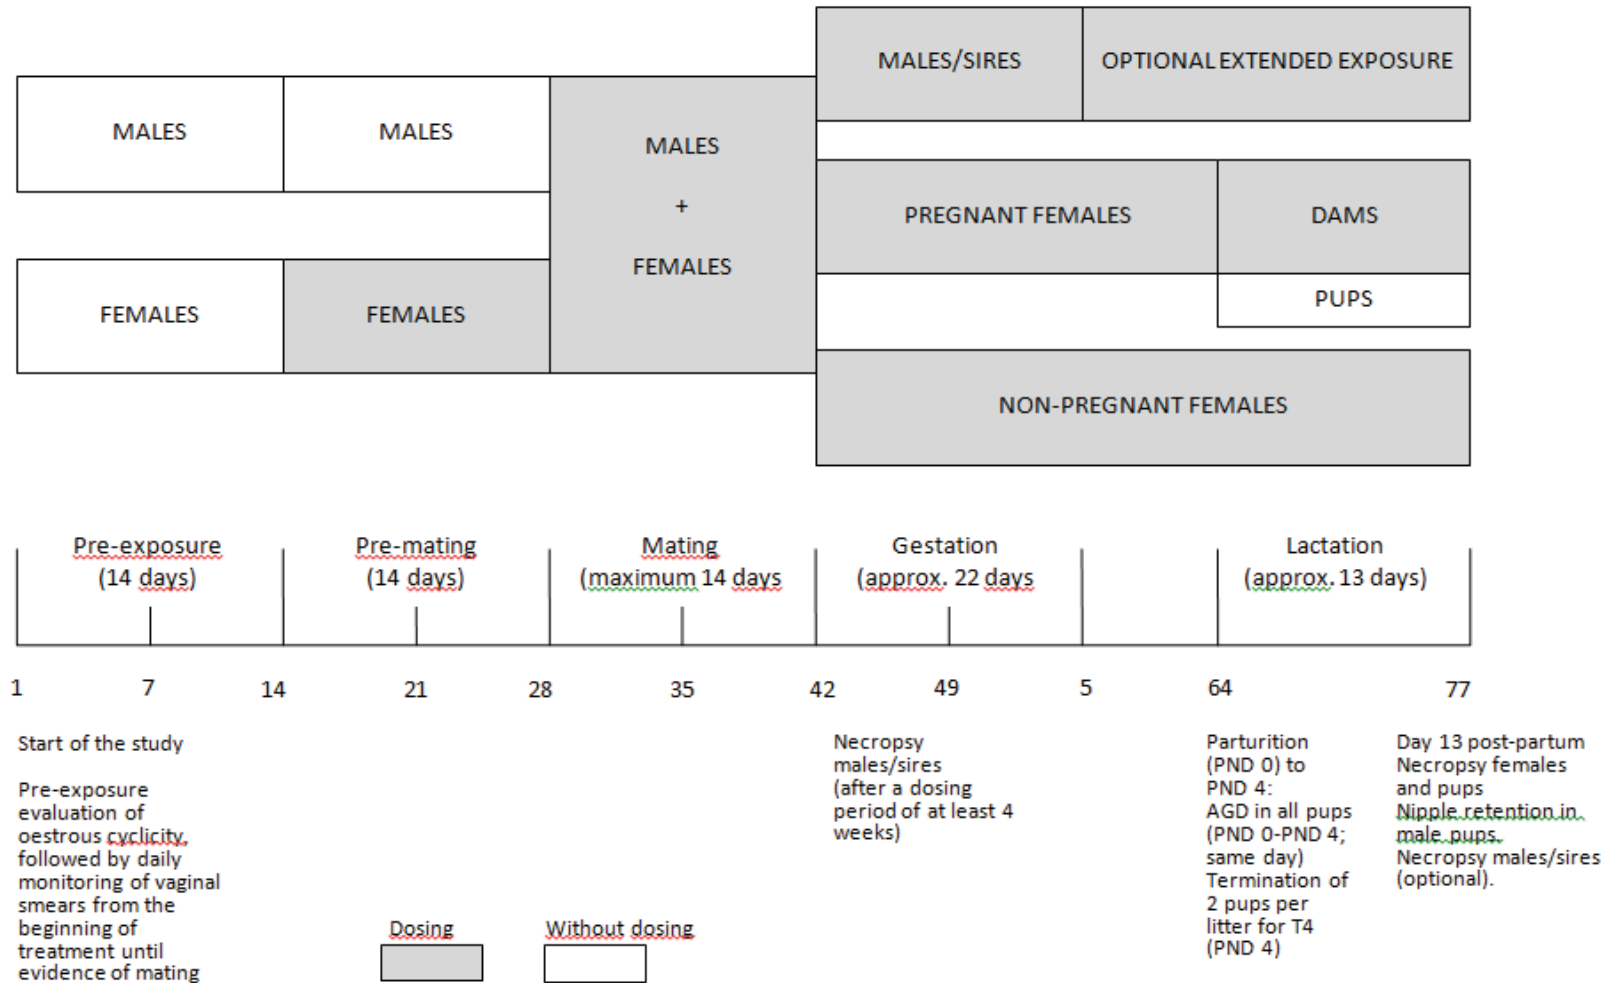 MALES/SIRES
OPTIONAL EXTENDED EXPOSURE
MALES
MALES
MALES
+
FEMALES
PREGNANT FEMALES
DAMS
FEMALES
FEMALES
PUPS
NON-PREGNANT FEMALES
Pre-exposure
(14 days)
Pre-mating
(14 days)
Mating
(maximum 14 days
Gestation
(approx. 22 days
Lactation
(approx. 13 days)
1
7
14
21
28
35
42
49
5
64
77
Start of the study
Pre-exposure
evaluation of
oestrous cyclicity,
followed by daily
monitoring of vaginal
smears from the
beginning of
treatment until
evidence of mating
Necropsy
males/sires
(after a dosing
period of at least 4
weeks)
Parturition
(PND 0) to
PND 4:
AGD in all pups
(PND 0-PND 4;
same day)
Termination of
2 pups per
litter for T4
(PND 4)
Day 13 post-partum
Necropsy females
and pups
Nipple retention in
male pups.
Necropsy males/sires
(optional).
Dosing
Without dosing